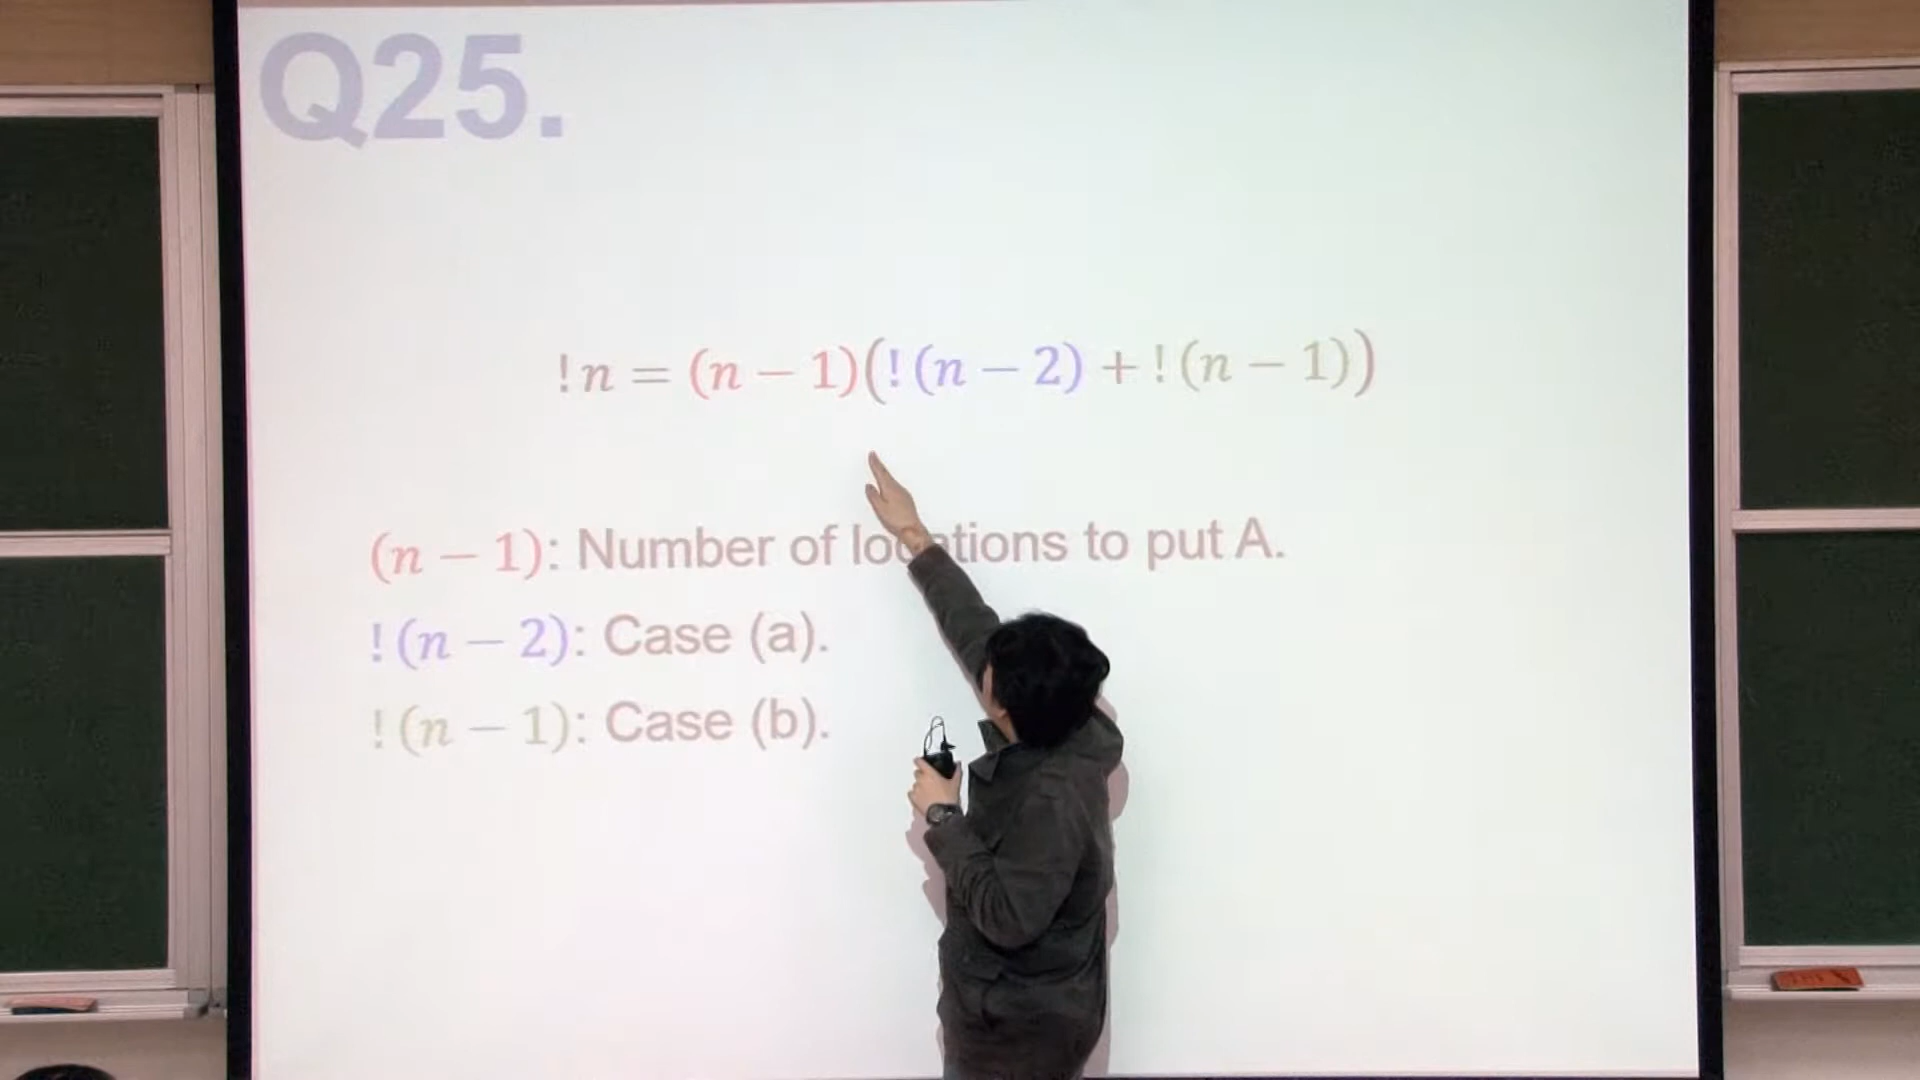 Q25.
!n = (n − 1)(!(n − 2) + !(n − 1))
(n − 1): Number of locations to put A.
!(n − 2): Case (a).
!(n − 1): Case (b).